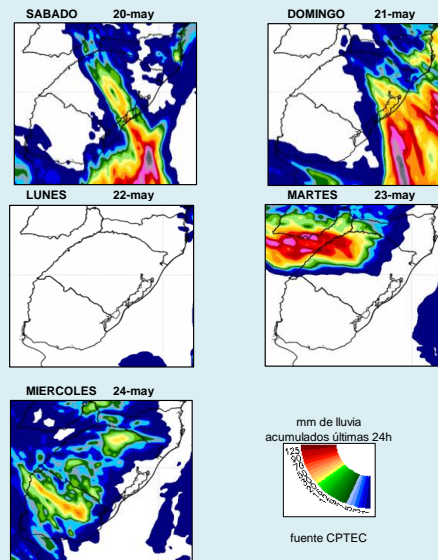 SABADO 20-may
DOMINGO 21-may
LUNES 22-may
MARTES 23-may
MIERCOLES 24-may
mm de lluvia
acumulados últimas 24h
125
fuente CPTEC